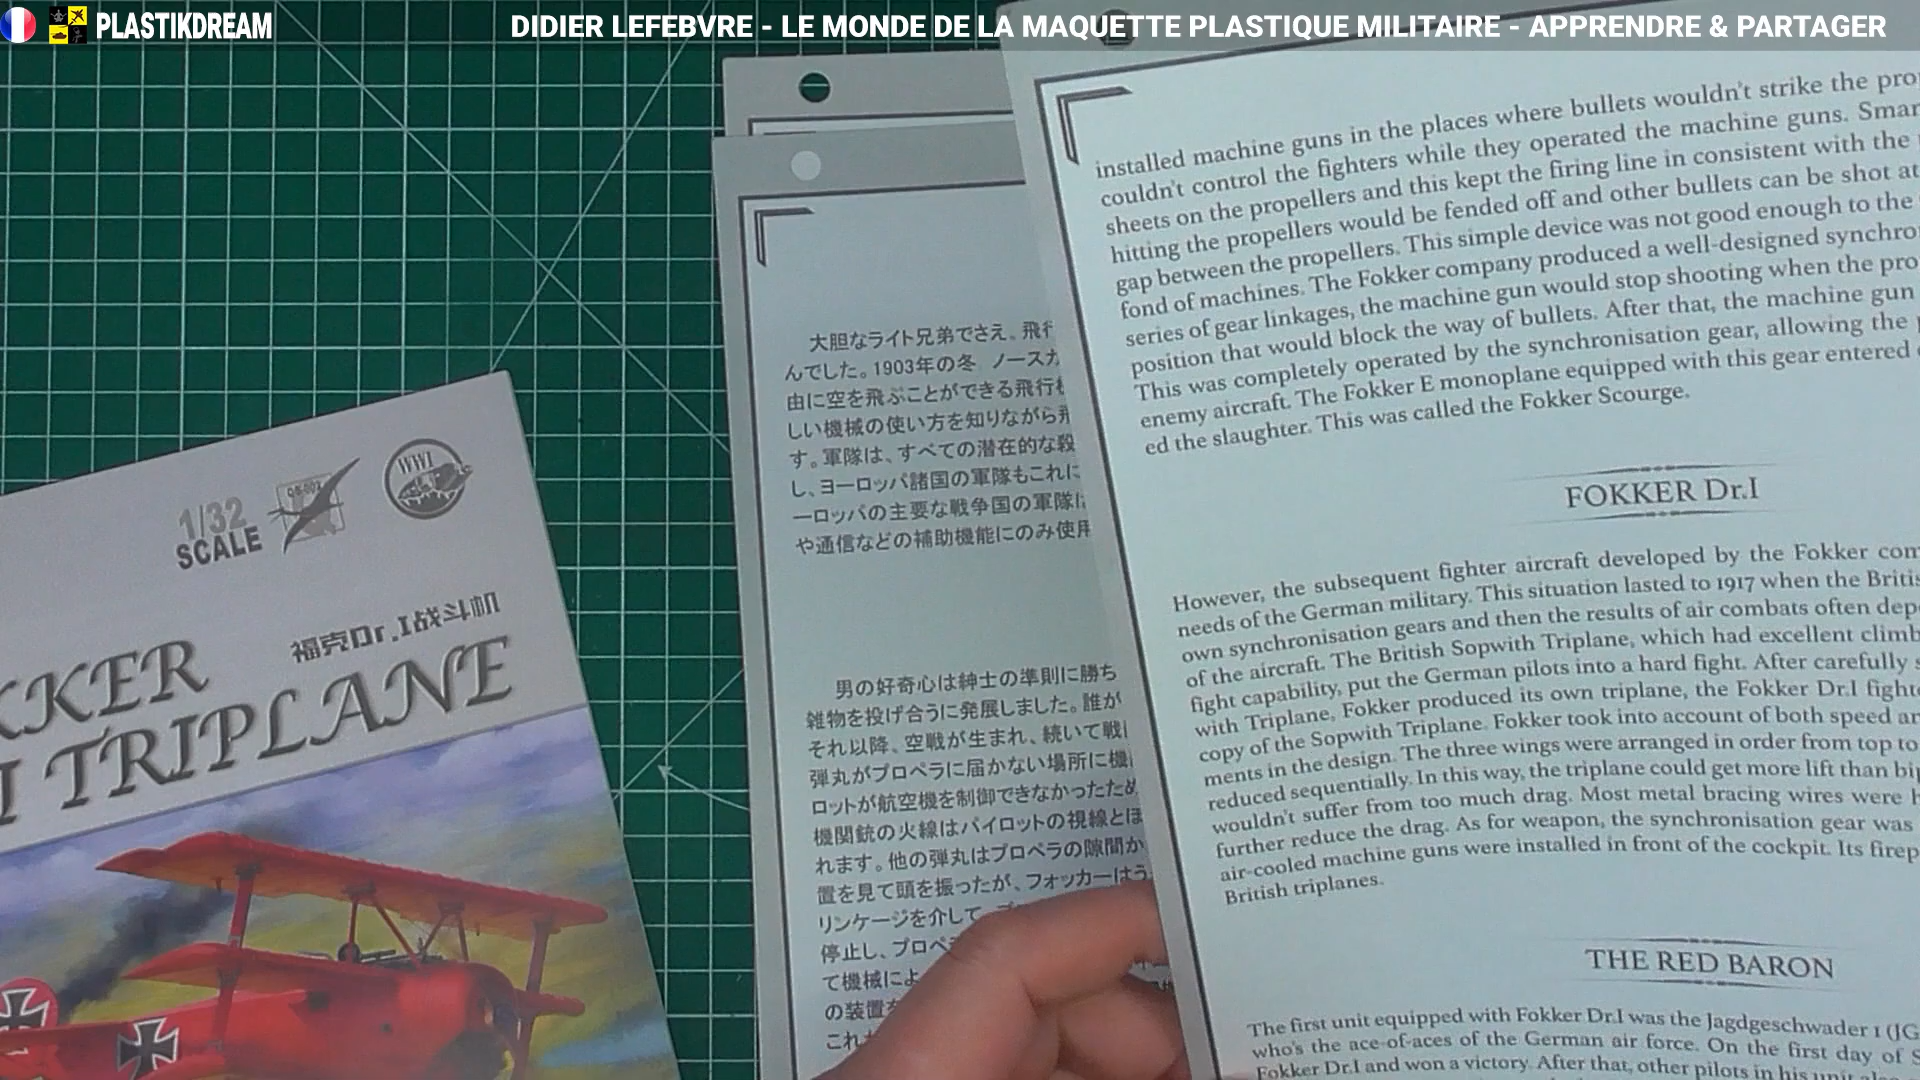 PLASTIKDREAM
DIDIER LEFEBVRE - LE MONDE DE LA MAQUETTE PLASTIQUE MILITAIRE - APPRENDRE & PARTAGER
1/32
SCALE
WWI
福克Dr.I战斗机
TRIPLANE
大胆なライト兄弟でさえ。飛行
んでした。1903年の冬 ノースカ
由に空を飛ぶことができる飛行
しい機械の使い方を知りながら
す。軍隊は、すべての潜在的な殺
し、ヨーロッパ諸国の軍隊もこれに
ーロッパの主要な戦争国の軍隊
や通信などの補助機能にのみ使用
男の好奇心は紳士の準則に勝ち
雑物を投げ合うに発展しました。誰が
それ以降、空戦が生まれ、続いて戦
弾丸がプロペラに届かない場所に機
ロットが航空機を制御できなかったため
機関銃の火線はパイロットの視線とほ
れます。他の弾丸はプロペラの隙間か
置を見て頭を振ったが、フォッカーはう
リンケージを介して
停止し、プロペ
て機械によ
の装置を
これ
installed machine guns in the places where bullets wouldn't strike the
couldn't control the fighters while they operated the machine guns.
sheets on the propellers and this kept the firing line in consistent with the
hitting the propellers would be fended off and other bullets can be shot at
gap between the propellers. This simple device was not good enough to the
fond of machines. The Fokker company produced a well-designed
series of gear linkages, the machine gun would stop shooting when the
position that would block the way of bullets. After that, the machine gun
This was completely operated by the synchronisation gear, allowing the
enemy aircraft. The Fokker E monoplane equipped with this gear entered
ed the slaughter. This was called the Fokker Scourge.
FOKKER Dr.I
However, the subsequent fighter aircraft developed by the Fokker
needs of the German military. This situation lasted to 1917 when the
own synchronisation gears and then the results of air combats often
of the aircraft. The British Sopwith Triplane, which had excellent
fight capability, put the German pilots into a hard fight. After carefully
with Triplane, Fokker produced its own triplane, the Fokker Dr.I
copy of the Sopwith Triplane. Fokker took into account of both speed
ments in the design. The three wings were arranged in order from top to
reduced sequentially. In this way, the triplane could get more lift than
wouldn't suffer from too much drag. Most metal bracing wires were
further reduce the drag. As for weapon, the synchronisation gear was
air-cooled machine guns were installed in front of the cockpit. Its
British triplanes.
THE RED BARON
The first unit equipped with Fokker Dr.I was the Jagdgeschwader 1 (JG
who's the ace-of-aces of the German air force. On the first day of
Fokker Dr.I and won a victory. After that, other pilots in his unit